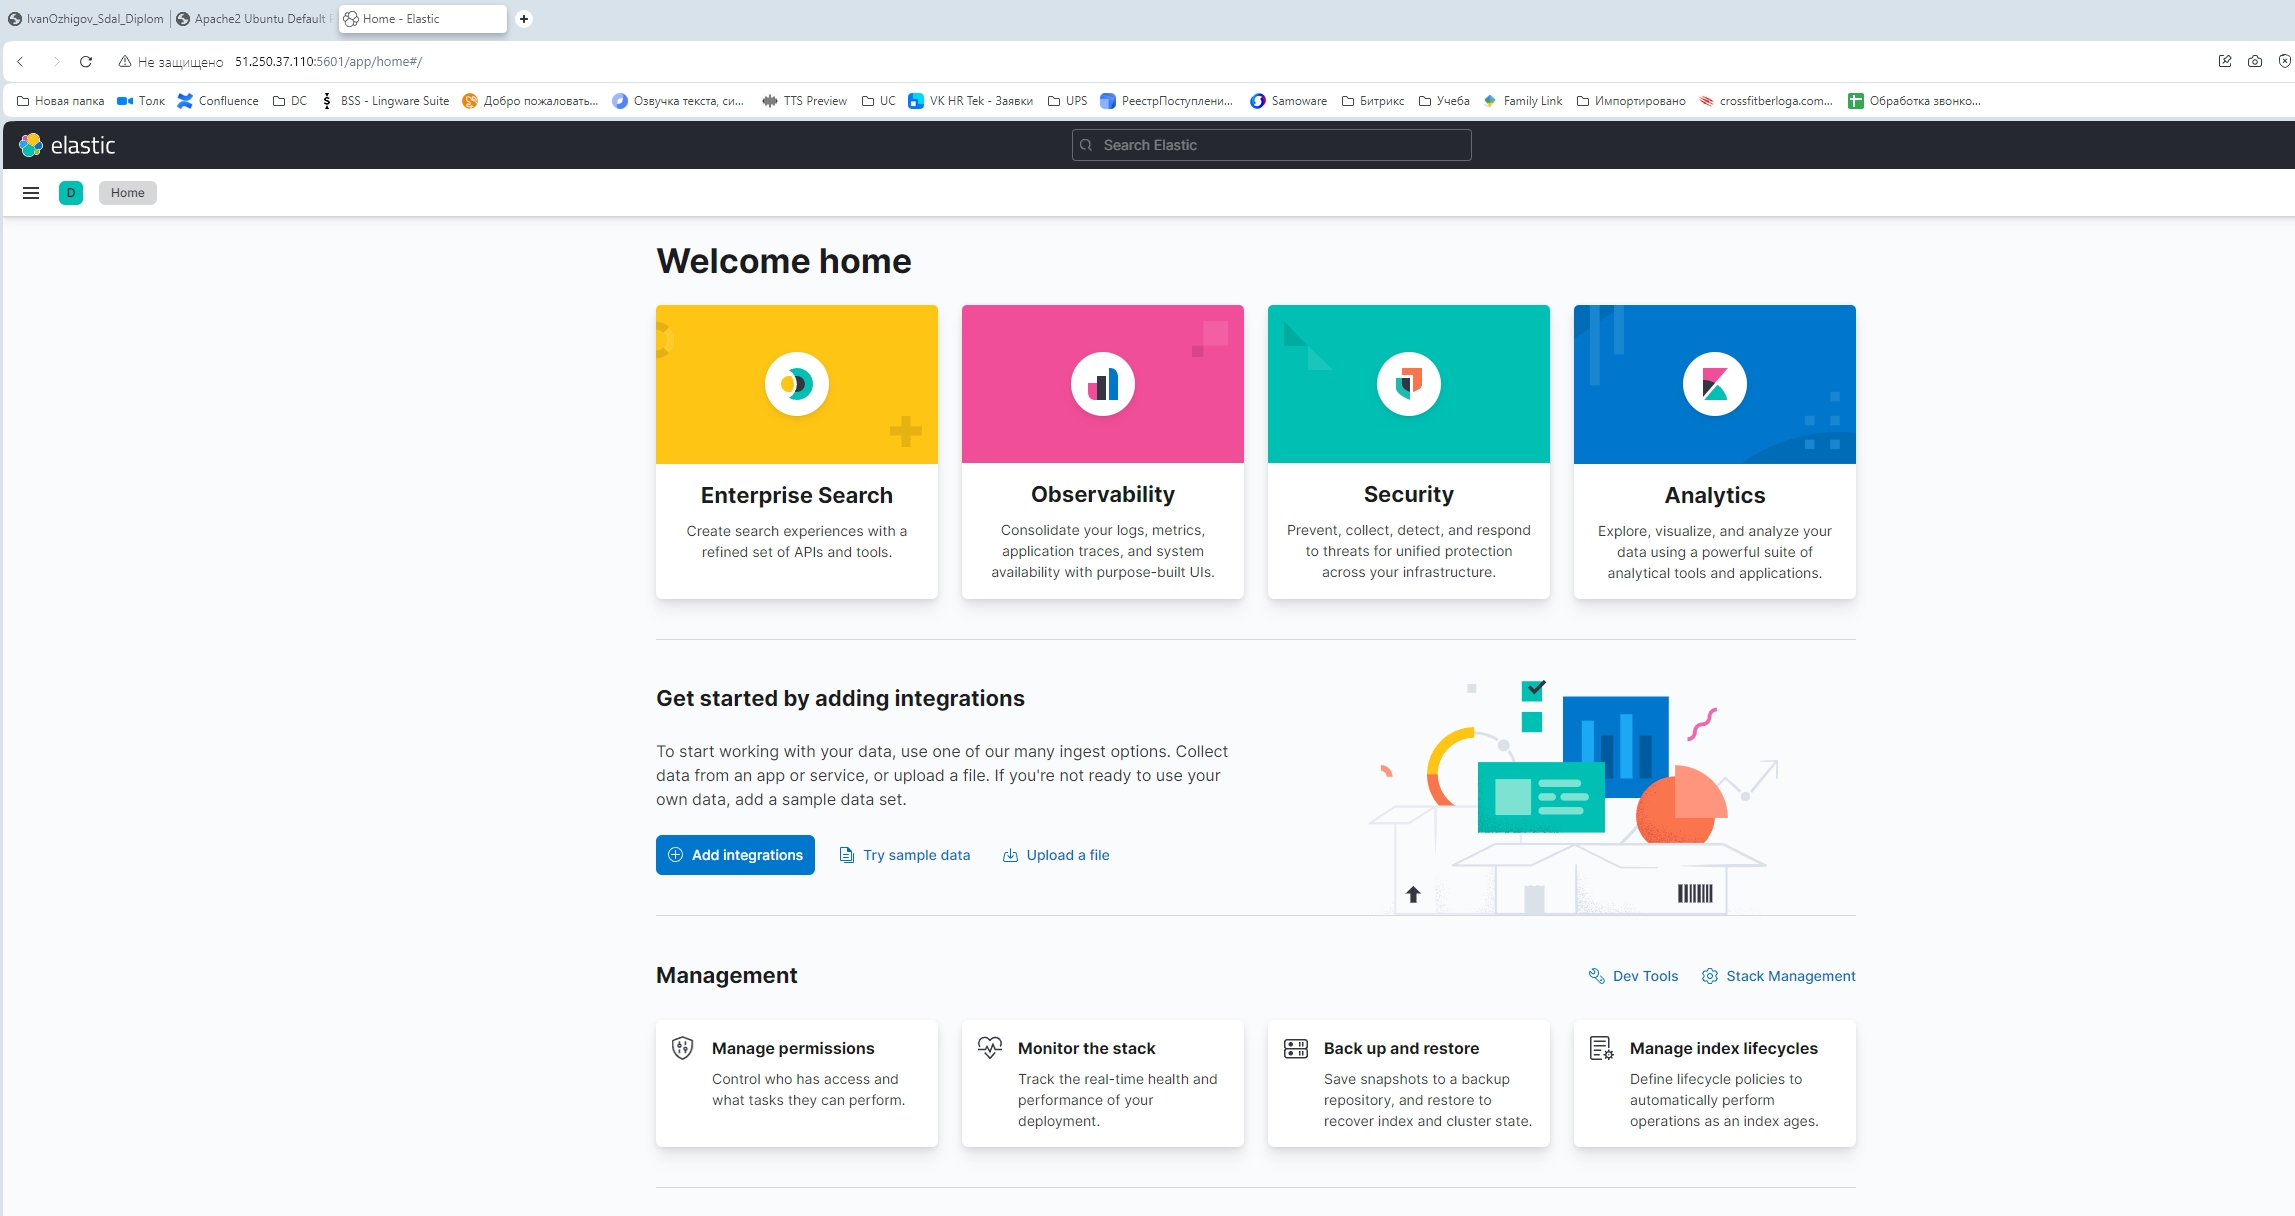 IvanOzhigov_Sdal_Diplom
Apache2 Ubuntu Default
Home - Elastic
Не защищено 51.250.37.110:5601/app/home#/
Новая папка
Толк
Confluence
DC
BSS - Lingware Suite
Добро пожаловать...
Озвучка текста, си...
TTS Preview
UC
VK HR Tek - Заявки
UPS
РеестрПоступлени...
Samoware
Битрикс
Учеба
Family Link
Импортировано
crossfitberloga.com...
Обработка звонко...
elastic
Search Elastic
D
Home
Welcome home
Enterprise Search
Create search experiences with a
refined set of APIs and tools.
Observability
Consolidate your logs, metrics,
application traces, and system
availability with purpose-built UIs.
Security
Prevent, collect, detect, and respond
to threats for unified protection
across your infrastructure.
Analytics
Explore, visualize, and analyze your
data using a powerful suite of
analytical tools and applications.
Get started by adding integrations
To start working with your data, use one of our many ingest options. Collect
data from an app or service, or upload a file. If you're not ready to use your
own data, add a sample data set.
Add integrations
Try sample data
Upload a file
Management
Dev Tools
Stack Management
Manage permissions
Control who has access and
what tasks they can perform.
Monitor the stack
Track the real-time health and
performance of your
deployment.
Back up and restore
Save snapshots to a backup
repository, and restore to
recover index and cluster state.
Manage index lifecycles
Define lifecycle policies to
automatically perform
operations as an index ages.